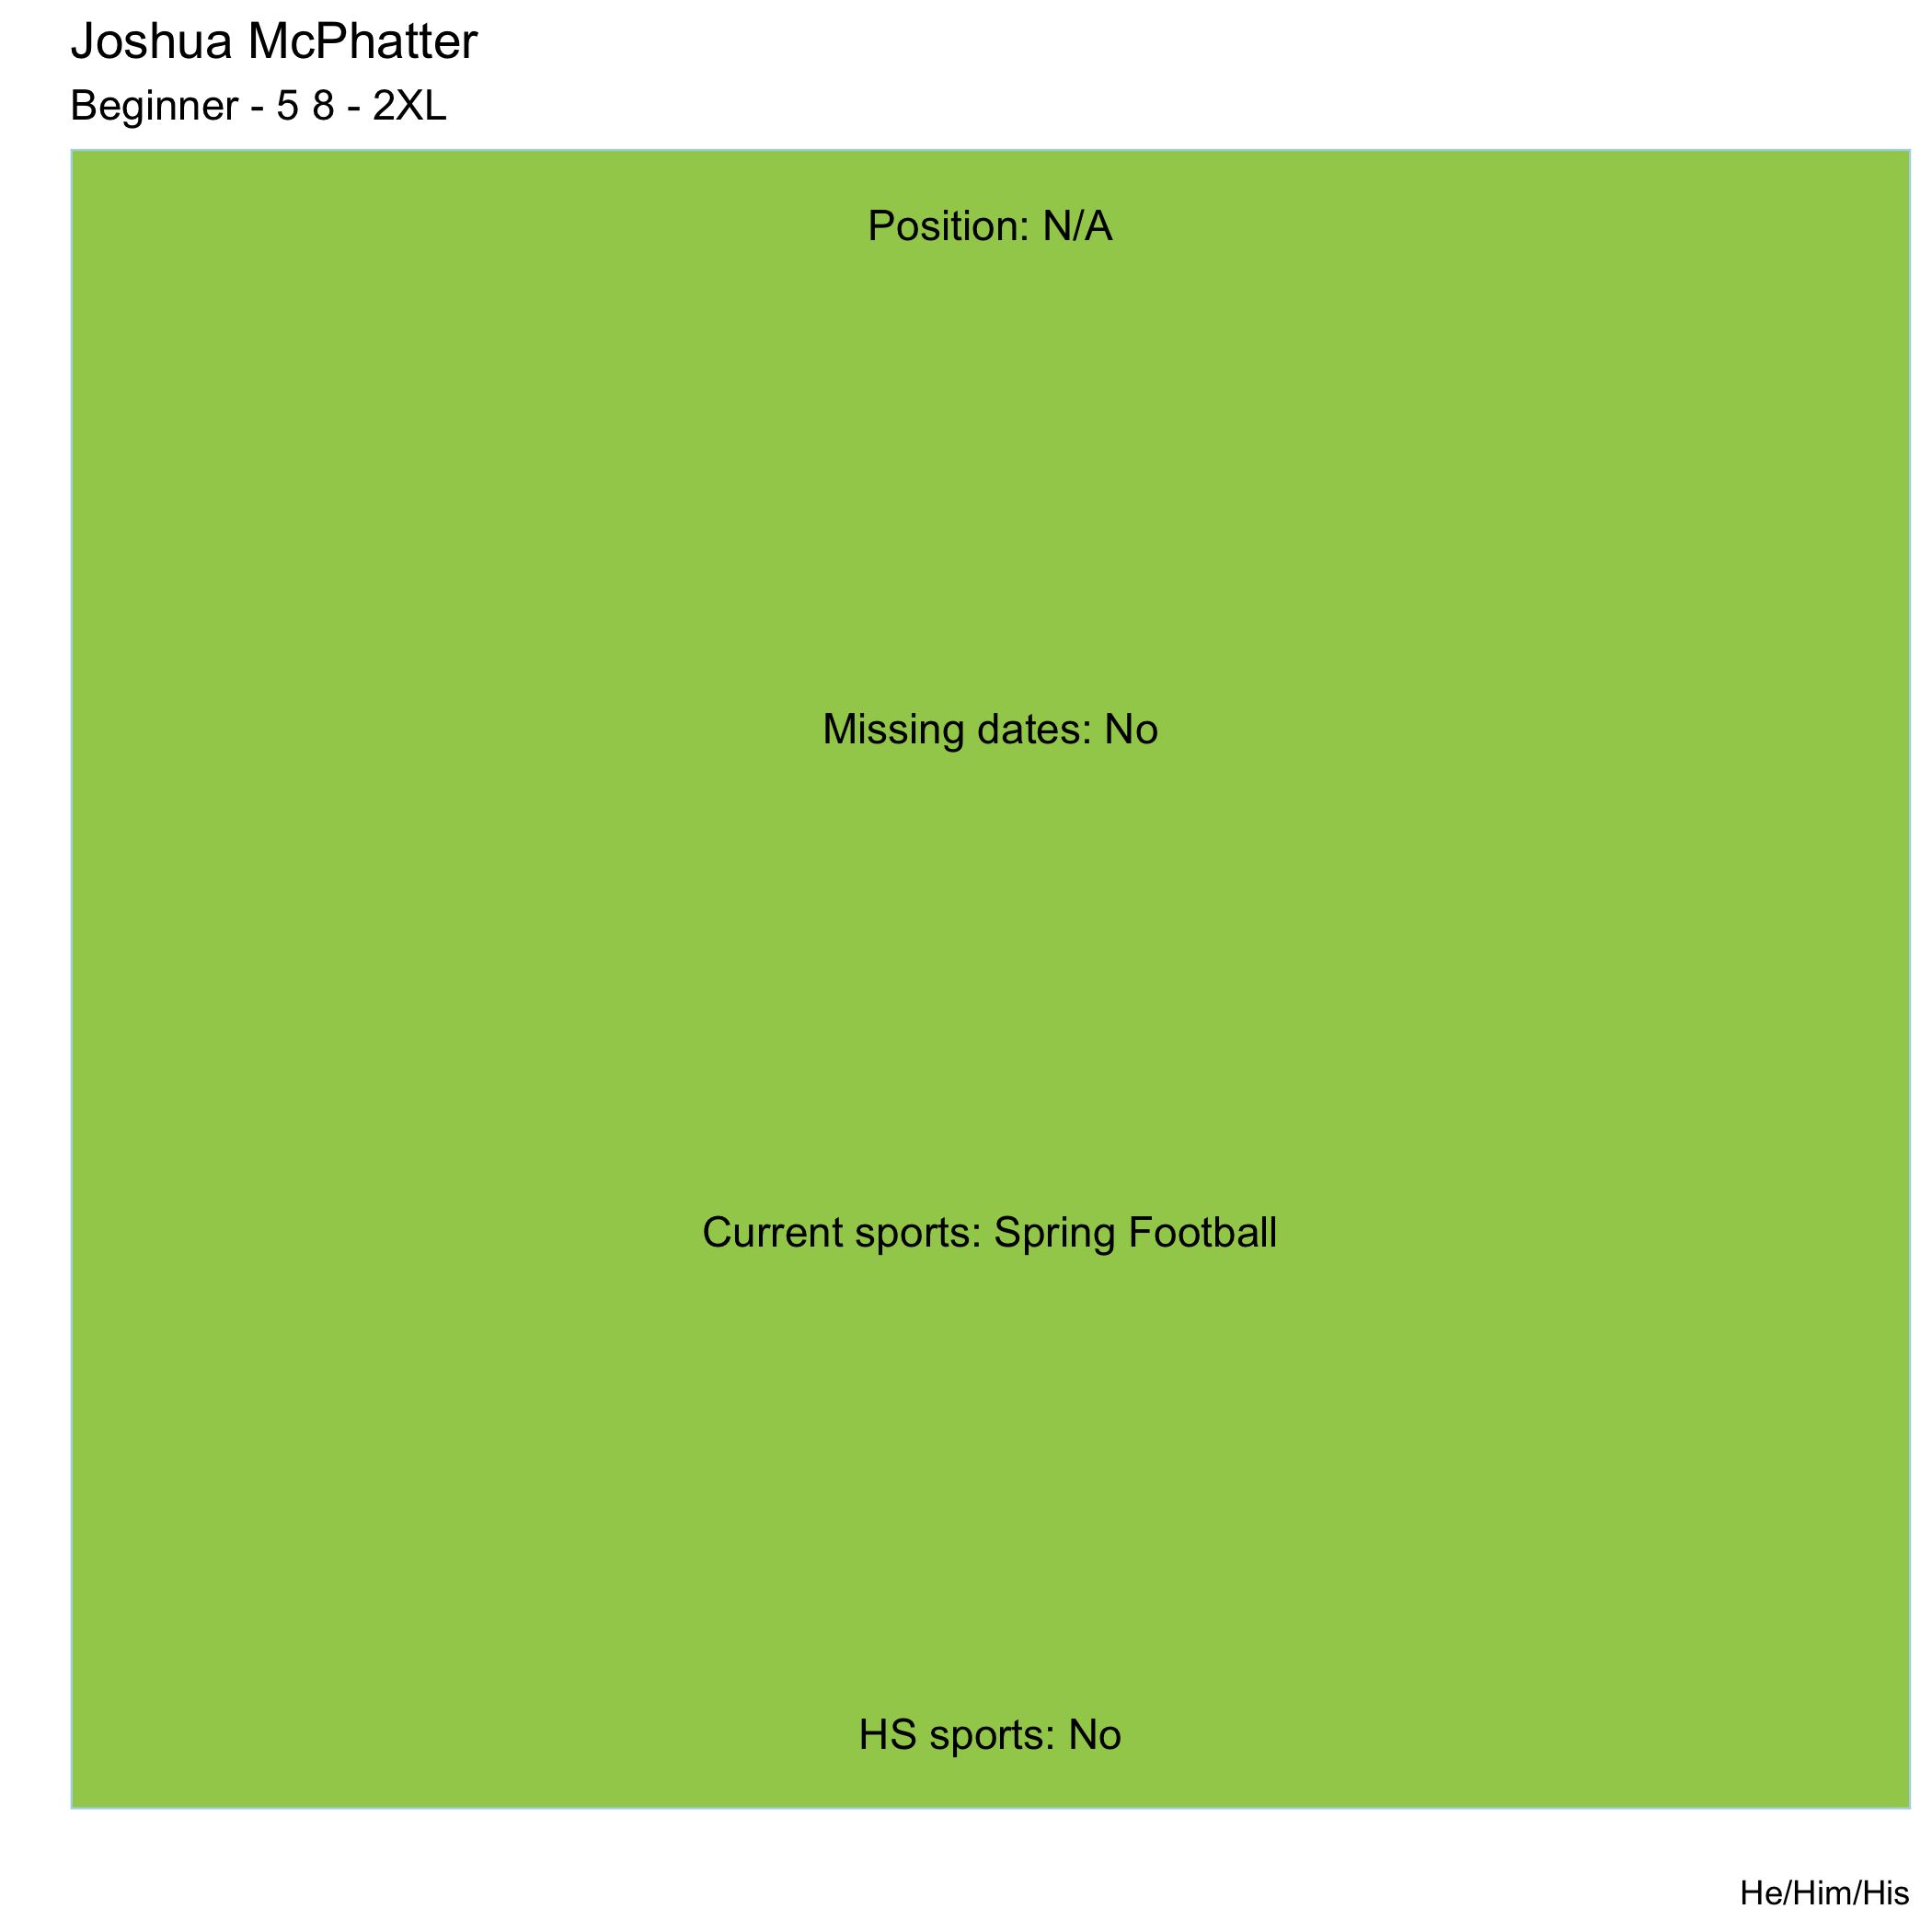 Joshua McPhatter
Beginner - 5 8 - 2XL
Position: N/A
Missing dates: No
Current sports: Spring Football
HS sports: No
He/Him/His